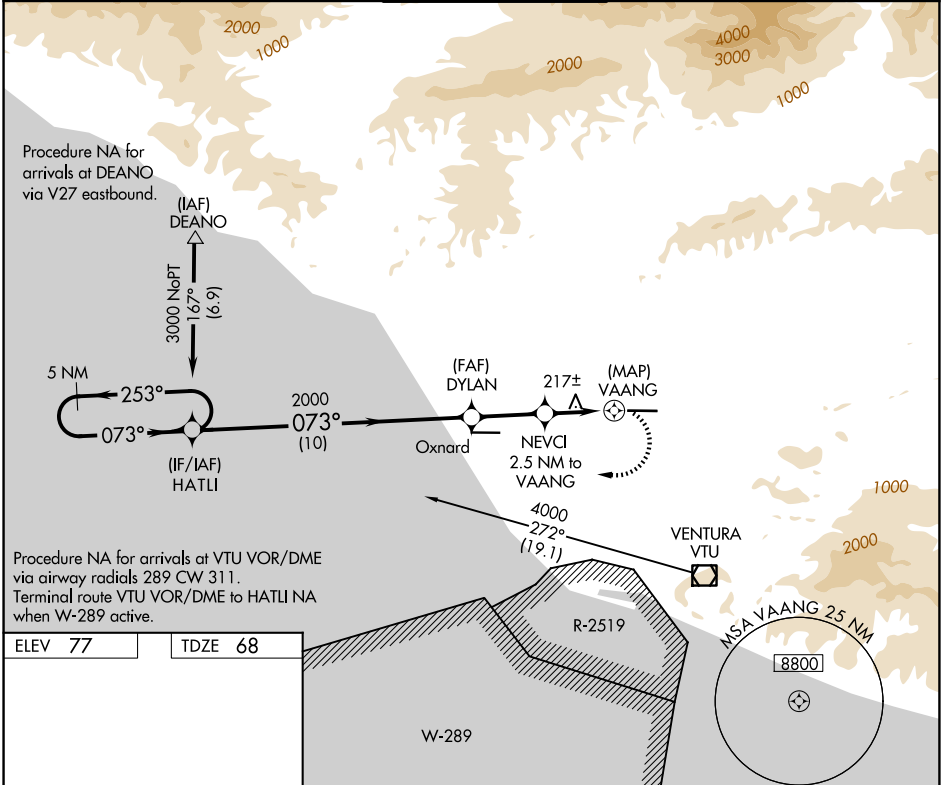 2000
1000
2000
4000
3000
1000
Procedure NA for
arrivals at DEANO
via V27 eastbound.
(IAF)
DEANO
3000 NoPT
167°
(6.9)
5 NM
253°
073°
(IF/IAF)
HATLI
2000
073°
(10)
(FAF)
DYLAN
Oxnard
217±
NEVCI
2.5 NM to
VAANG
(MAP)
VAANG
4000
272°
(19.1)
VENTURA
VTU
1000
2000
Procedure NA for arrivals at VTU VOR/DME
via airway radials 289 CW 311.
Terminal route VTU VOR/DME to HATLI NA
when W-289 active.
R-2519
W-289
MSA VAANG 25 NM
8800
ELEV 77
TDZE 68